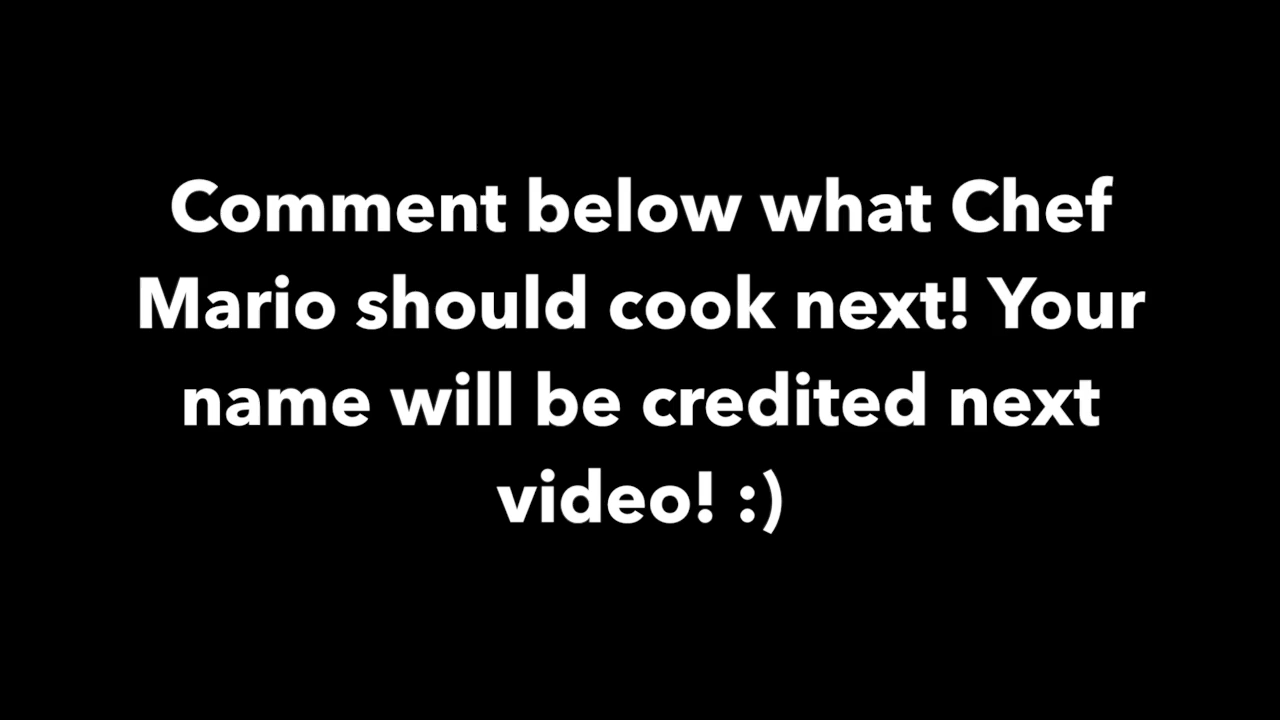 Comment below what Chef
Mario should cook next! Your
name will be credited next
video! :)